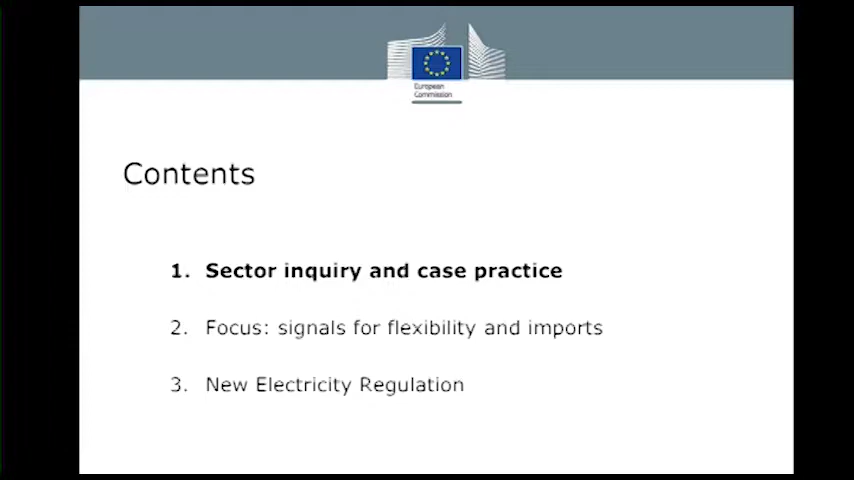 European
Commission
Contents
1. Sector inquiry and case practice
2. Focus: signals for flexibility and imports
3. New Electricity Regulation